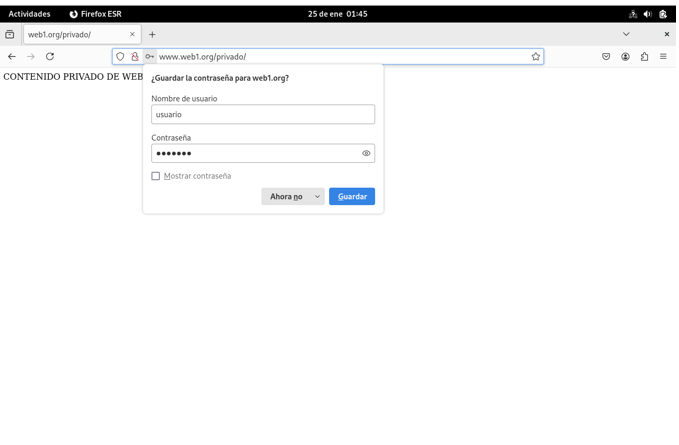 Actividades
Firefox ESR
25 de ene 01:45
web1.org/privado/
www.web1.org/privado/
CONTENIDO PRIVADO DE WEB
¿Guardar la contraseña para web1.org?
Nombre de usuario
usuario
Contraseña
●●●●●●●
Mostrar contraseña
Ahora no
Guardar